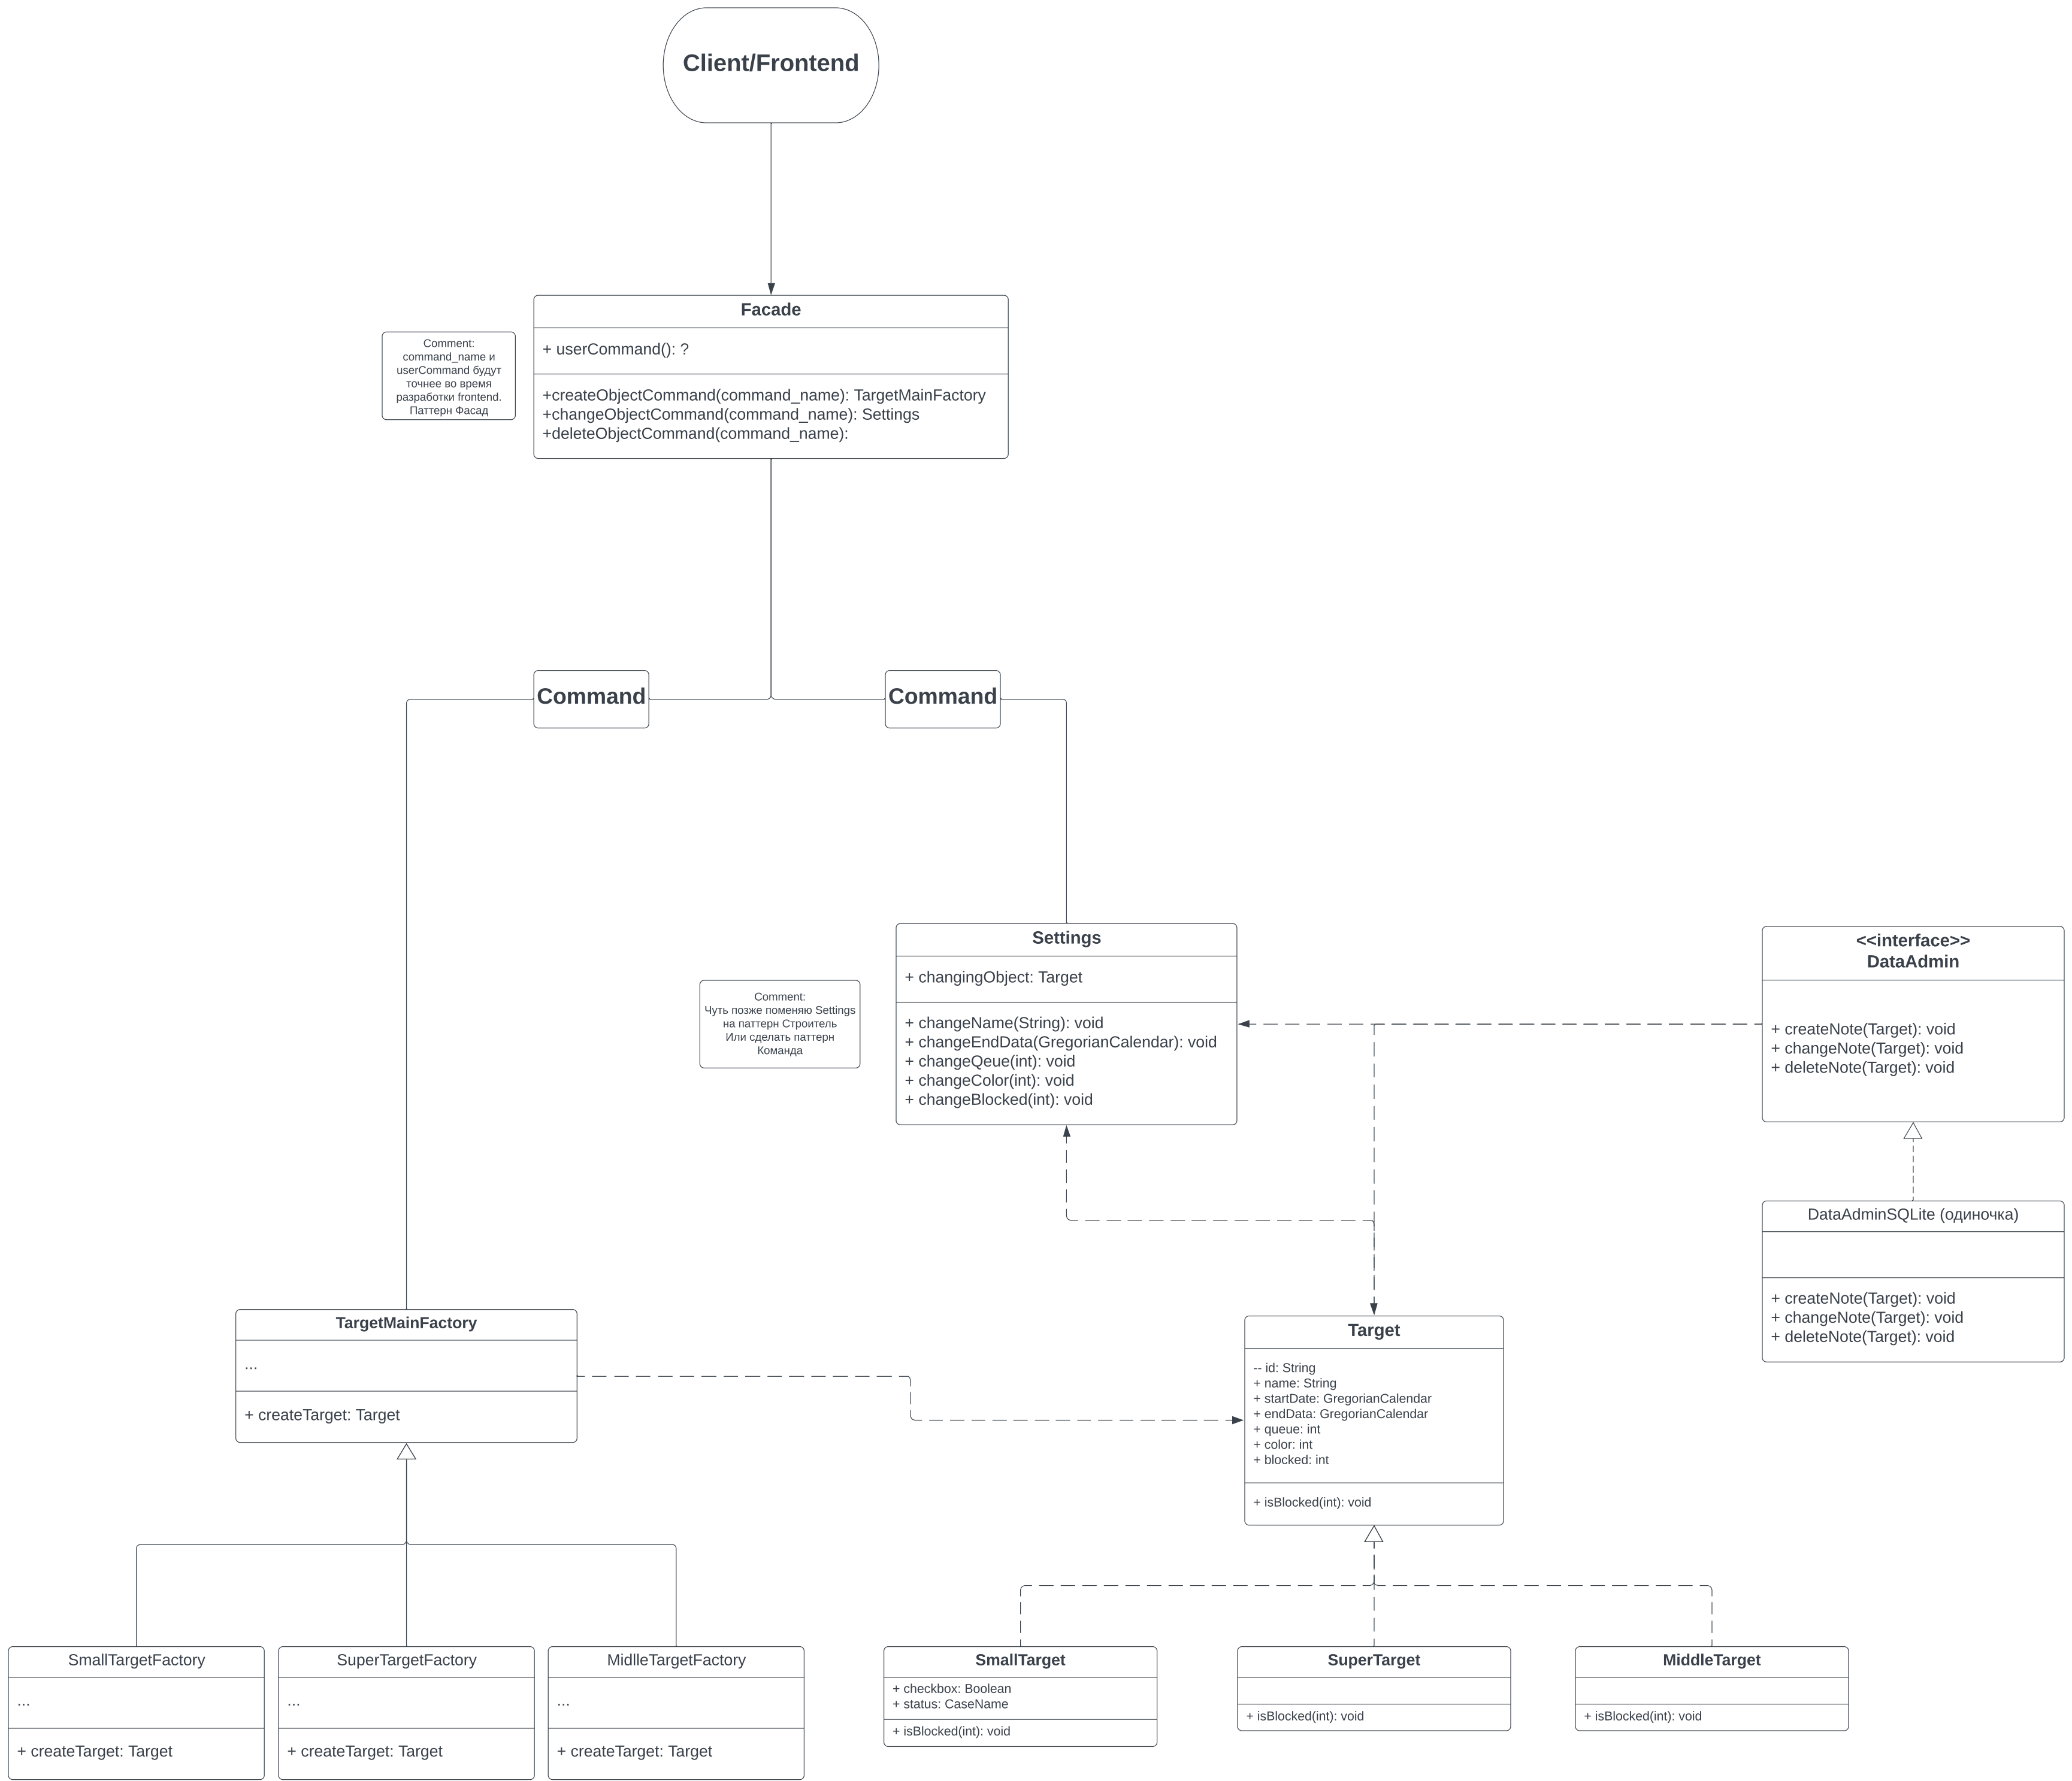 Client/Frontend
Facade
+ userCommand(): ?
+createObjectCommand(command_name): TargetMainFactory
+changeObjectCommand(command_name): Settings
+deleteObjectCommand(command_name):
Comment:
command_name и
userCommand будут
точнее во время
разработки frontend.
Паттерн Фасад
Command
Command
Settings
+ changingObject: Target
+ changeName(String): void
+ changeEndData(GregorianCalendar): void
+ changeQeue(int): void
+ changeColor(int): void
+ changeBlocked(int): void
Comment:
Чуть позже поменяю Settings
на паттерн Строитель
Или сделать паттерн
Команда
<<interface>>
DataAdmin
+ createNote(Target): void
+ changeNote(Target): void
+ deleteNote(Target): void
DataAdminSQLite (одиночка)
+ createNote(Target): void
+ changeNote(Target): void
+ deleteNote(Target): void
TargetMainFactory
...
+ createTarget: Target
Target
-- id: String
+ name: String
+ startDate: GregorianCalendar
+ endData: GregorianCalendar
+ queue: int
+ color: int
+ blocked: int
+ isBlocked(int): void
SmallTargetFactory
...
+ createTarget: Target
SuperTargetFactory
...
+ createTarget: Target
MidlleTargetFactory
...
+ createTarget: Target
SmallTarget
+ checkbox: Boolean
+ status: CaseName
+ isBlocked(int): void
SuperTarget
+ isBlocked(int): void
MiddleTarget
+ isBlocked(int): void